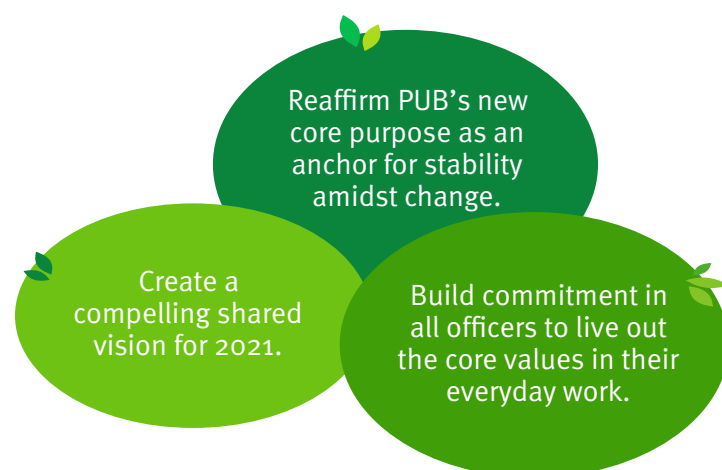 Reaffirm PUB’s new
core purpose as an
anchor for stability
amidst change.
Create a
compelling shared
vision for 2021.
Build commitment in
all officers to live out
the core values in their
everyday work.